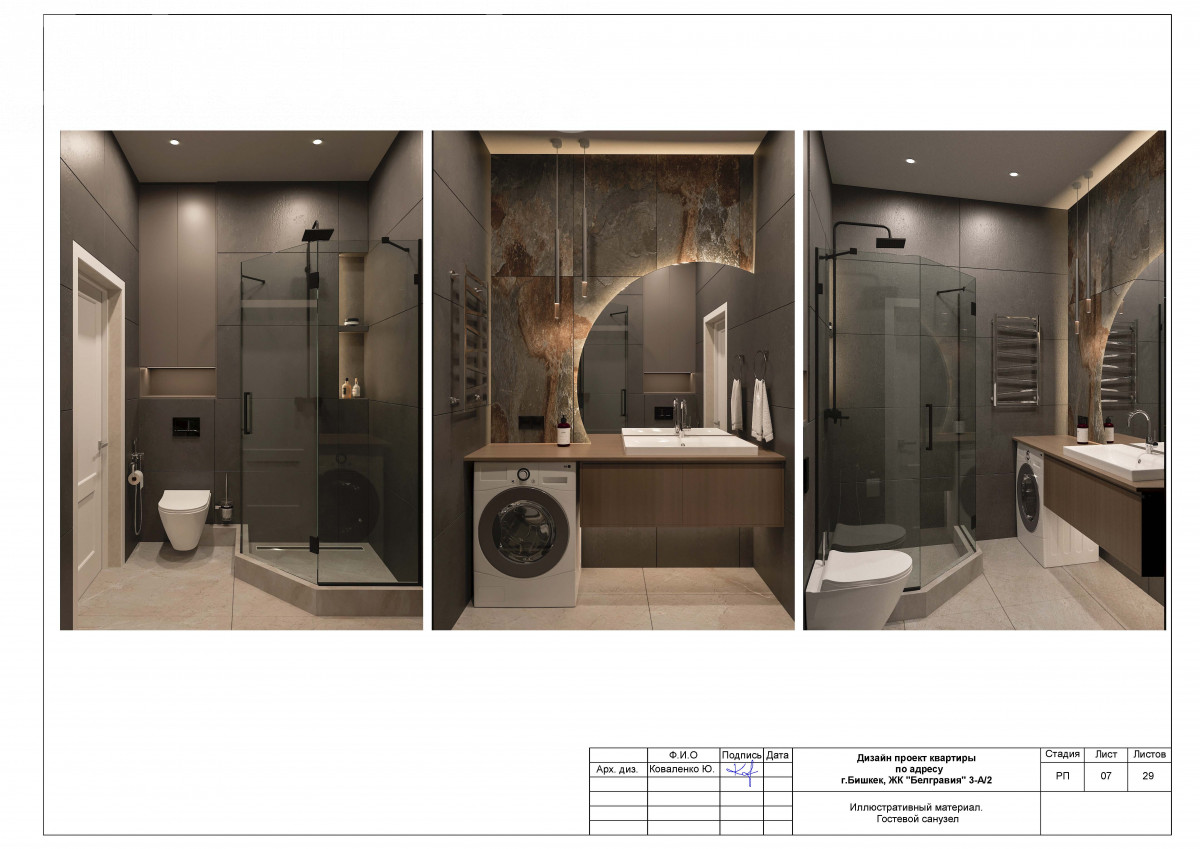 Ф.И.О Подпись Дата
Арх. диз. Коваленко Ю.
Дизайн проект квартиры
по адресу
г.Бишкек, ЖК "Белгравия" 3-А/2
Стадия Лист Листов
РП 07 29
Иллюстративный материал.
Гостевой санузел